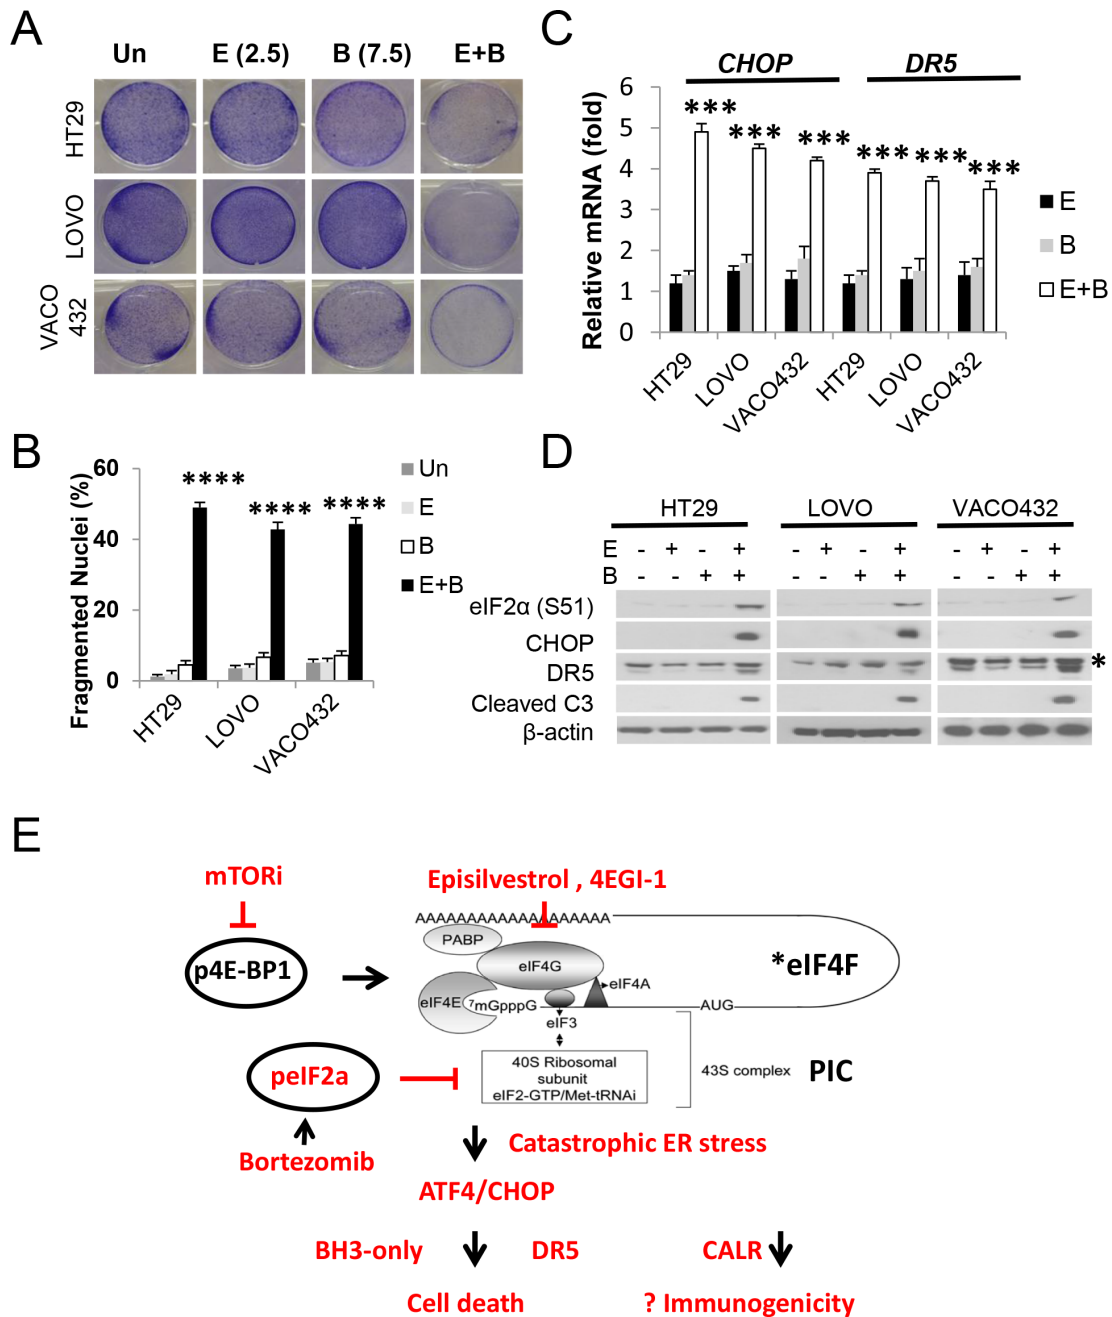 A
Un E (2.5) B (7.5) E+B
HT29
LOVO
VACO
432
B
Fragmented Nuclei (%)
60
40
20
0
**** **** ****
HT29 LOVO VACO432
Un
E
B
E+B
C
CHOP DR5
Relative mRNA (fold)
6
5
4
3
2
1
0
*** *** *** *** *** ***
HT29 LOVO VACO432 HT29 LOVO VACO432
E
B
E+B
D
HT29 LOVO VACO432
E - + - + - + - + - + - +
B - - + + - - + + - - + +
eIF2α (S51)
CHOP
DR5 *
Cleaved C3
β-actin
E
mTORi
Episilvestrol , 4EGI-1
AAAAAAAAAAAAAAAAAA
PABP
p4E-BP1
eIF4G
*eIF4F
eIF4E
7mGpppG
eIF4A
AUG
eIF3
peIF2a
40S Ribosomal
subunit
eIF2-GTP/Met-tRNAi
43S complex
PIC
Bortezomib
Catastrophic ER stress
ATF4/CHOP
BH3-only DR5 CALR
Cell death ? Immunogenicity